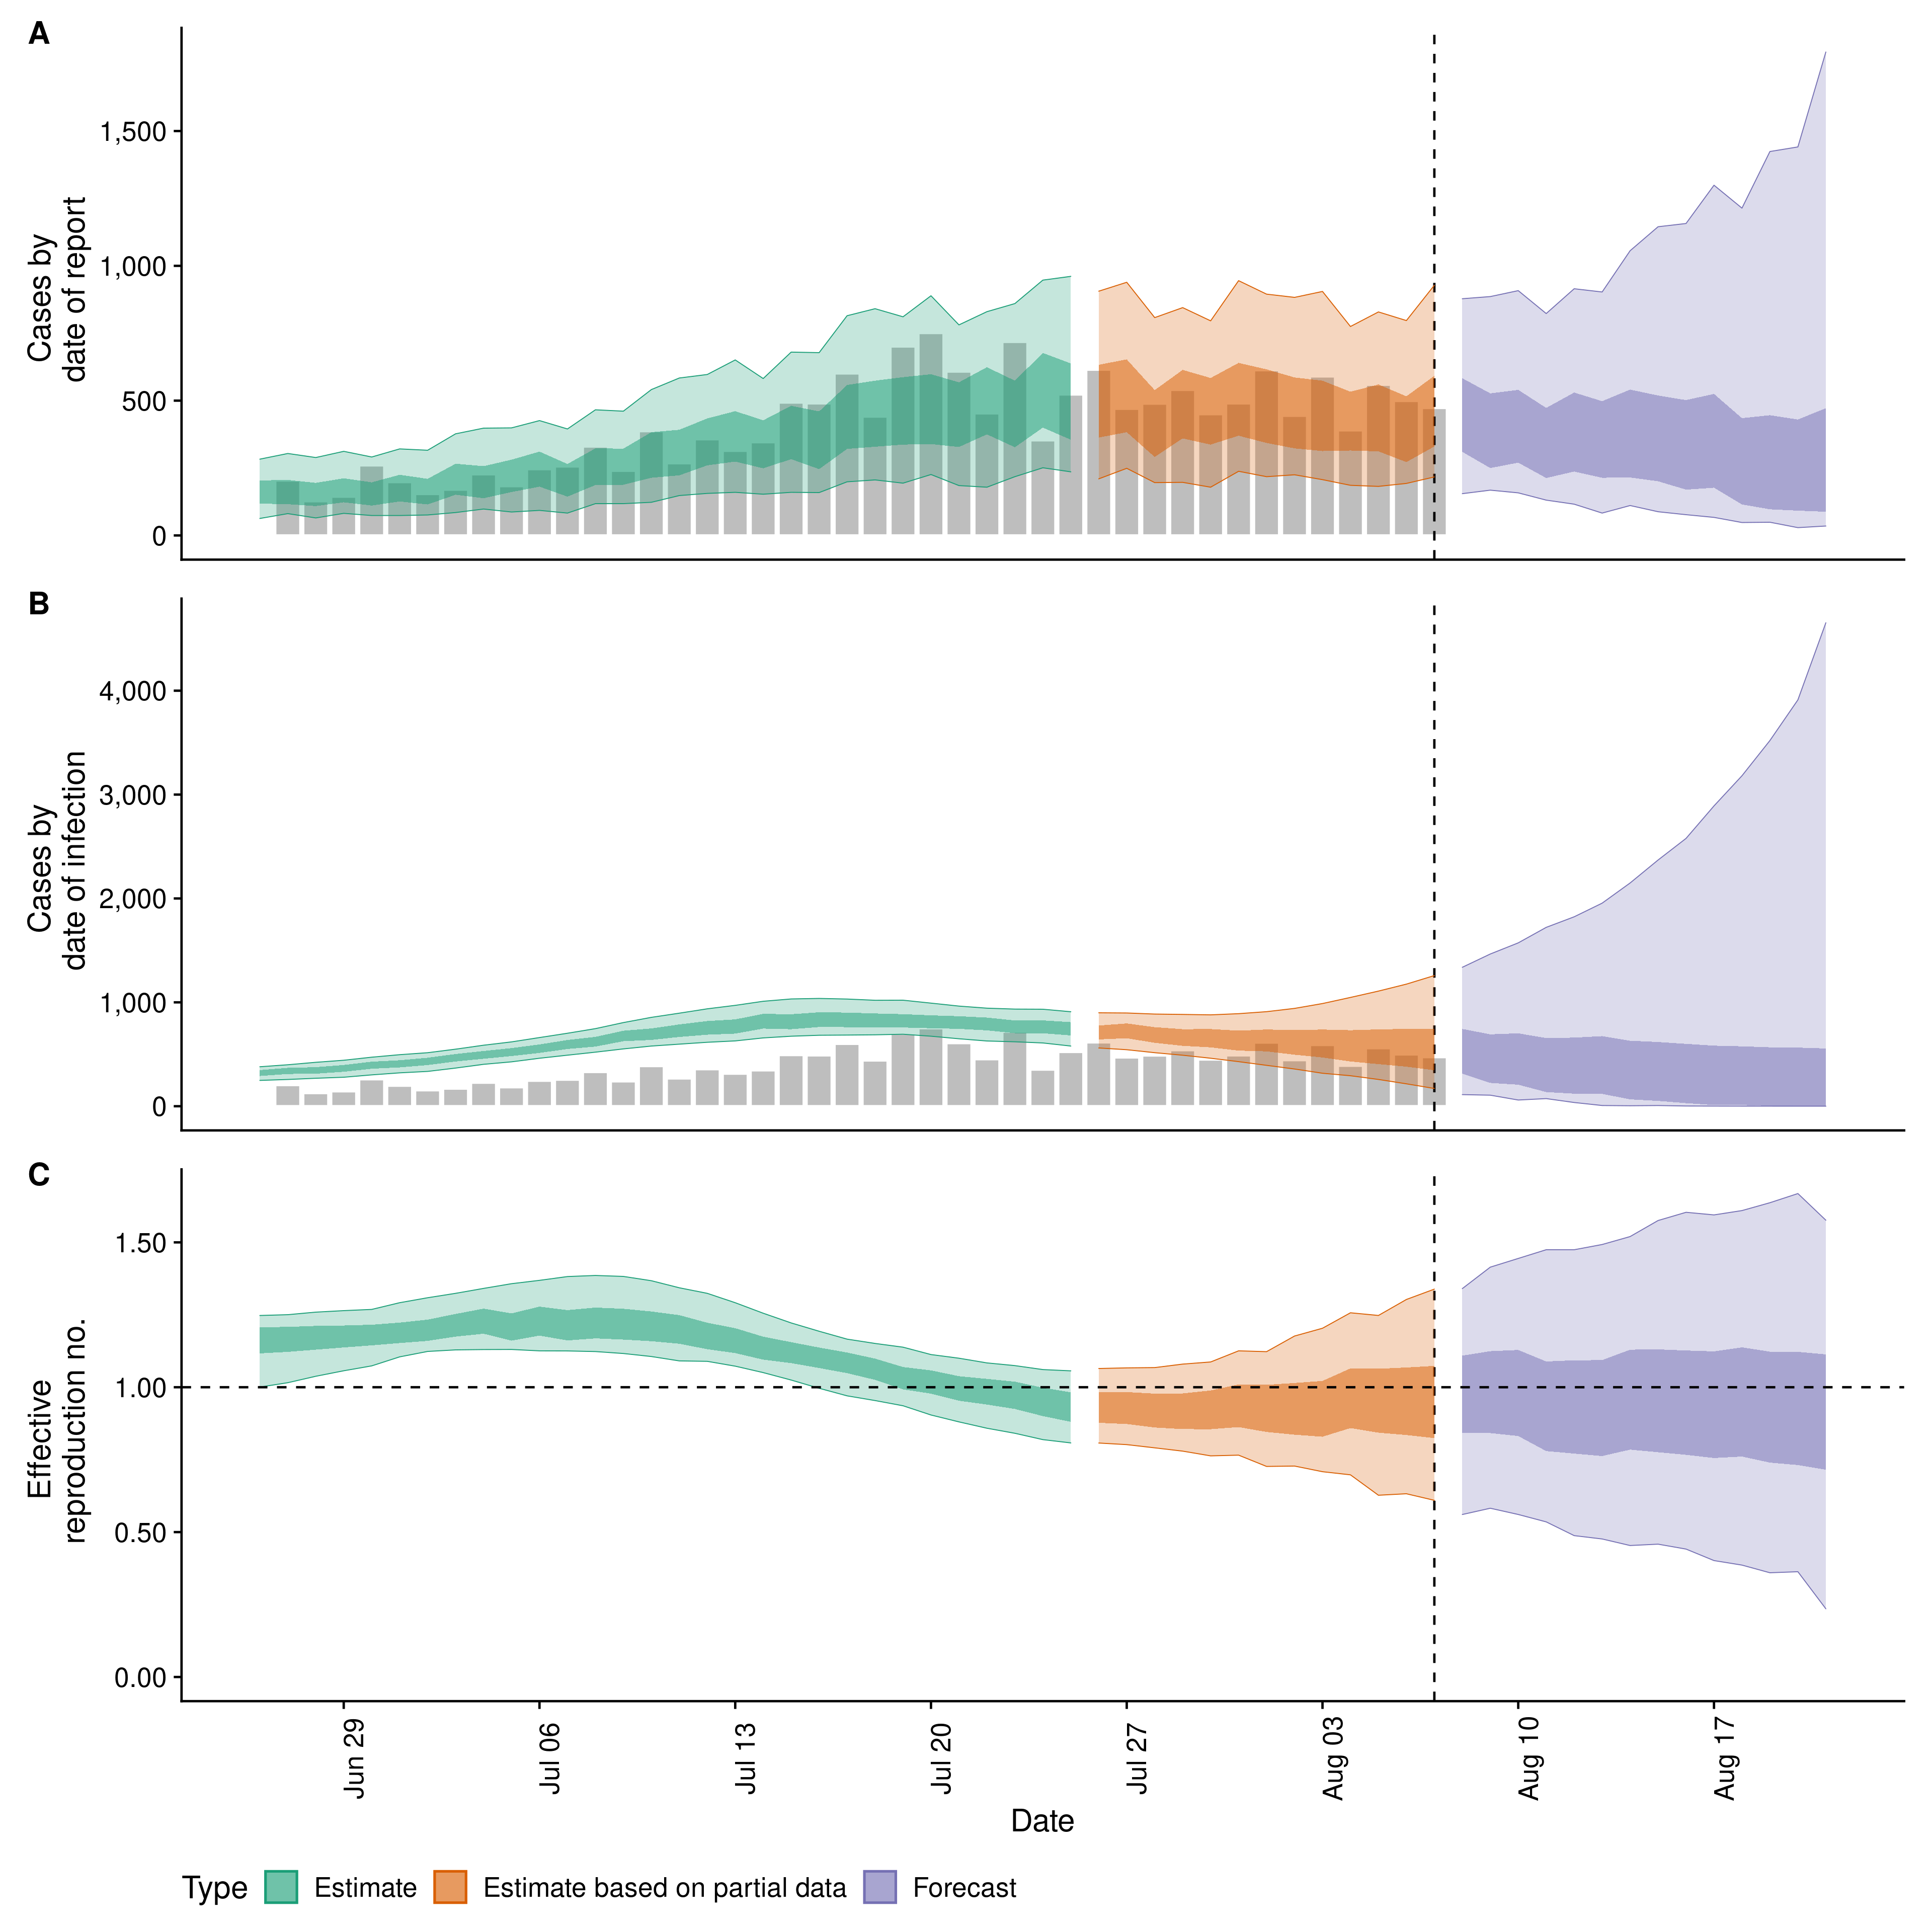 A
Cases by
date of report
1,500
1,000
500
0
B
Cases by
date of infection
4,000
3,000
2,000
1,000
0
C
Effective
reproduction no.
1.50
1.00
0.50
0.00
Jun 29
Jul 06
Jul 13
Jul 20
Jul 27
Aug 03
Aug 10
Aug 17
Date
Type Estimate Estimate based on partial data Forecast